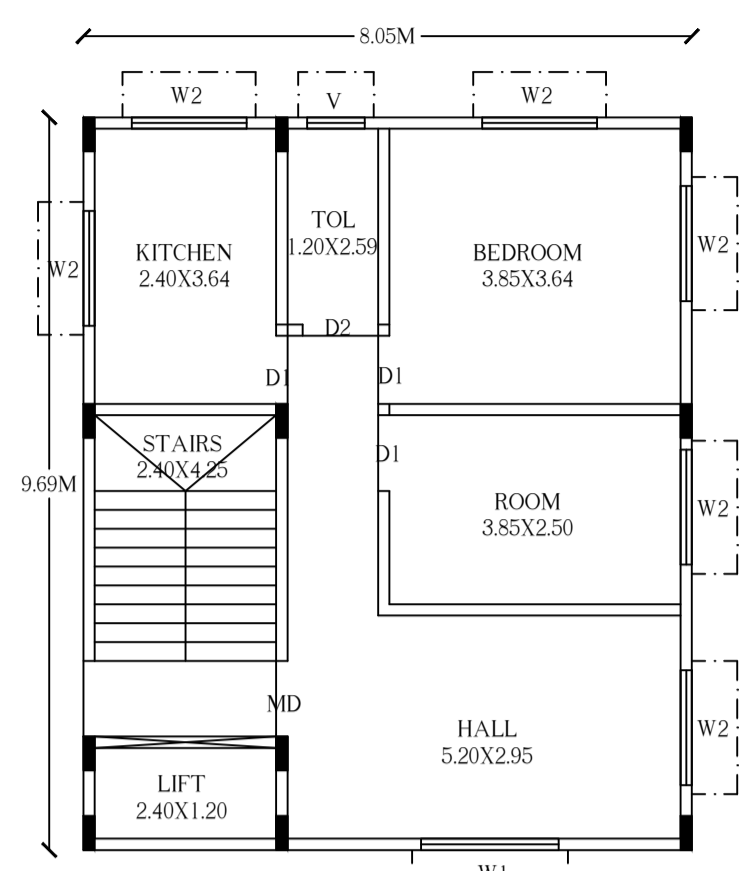 8.05M
W2
V
W2
TOL
1.20X2.59
KITCHEN
2.40X3.64
BEDROOM
3.85X3.64
W2
W2
D2
D1
D1
STAIRS
2.40X4.25
D1
9.69M
ROOM
3.85X2.50
W2
MD
HALL
5.20X2.95
W2
LIFT
2.40X1.20
W1